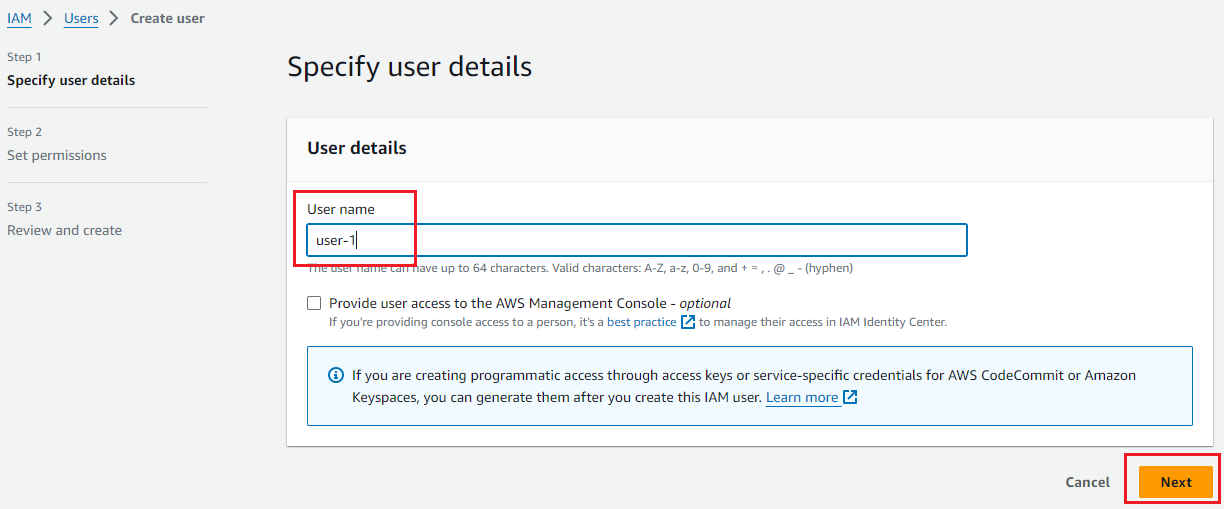 IAM > Users > Create user
Step 1
Specify user details
Step 2
Set permissions
Step 3
Review and create
Specify user details
User details
User name
user-1
The user name can have up to 64 characters. Valid characters: A-Z, a-z, 0-9, and + = , . @ _ - (hyphen)
Provide user access to the AWS Management Console - optional
If you're providing console access to a person, it's a best practice to manage their access in IAM Identity Center.
If you are creating programmatic access through access keys or service-specific credentials for AWS CodeCommit or Amazon
Keyspaces, you can generate them after you create this IAM user. Learn more
Cancel
Next